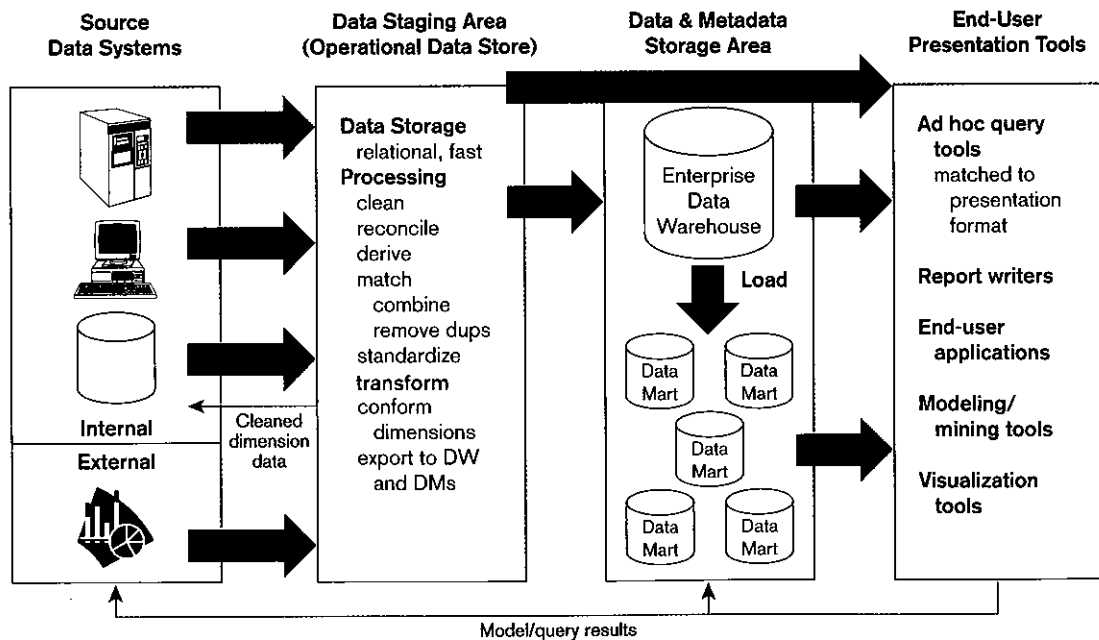 Source
Data Systems
Data Staging Area
(Operational Data Store)
Data & Metadata
Storage Area
End-User
Presentation Tools
Internal
External
Cleaned
dimension
data
Data Storage
relational, fast
Processing
clean
reconcile
derive
match
combine
remove dups
standardize
transform
conform
dimensions
export to DW
and DMs
Enterprise
Data
Warehouse
Load
Data
Mart
Data
Mart
Data
Mart
Data
Mart
Data
Mart
Ad hoc query
tools
matched to
presentation
format
Report writers
End-user
applications
Modeling/
mining tools
Visualization
tools
Model/query results